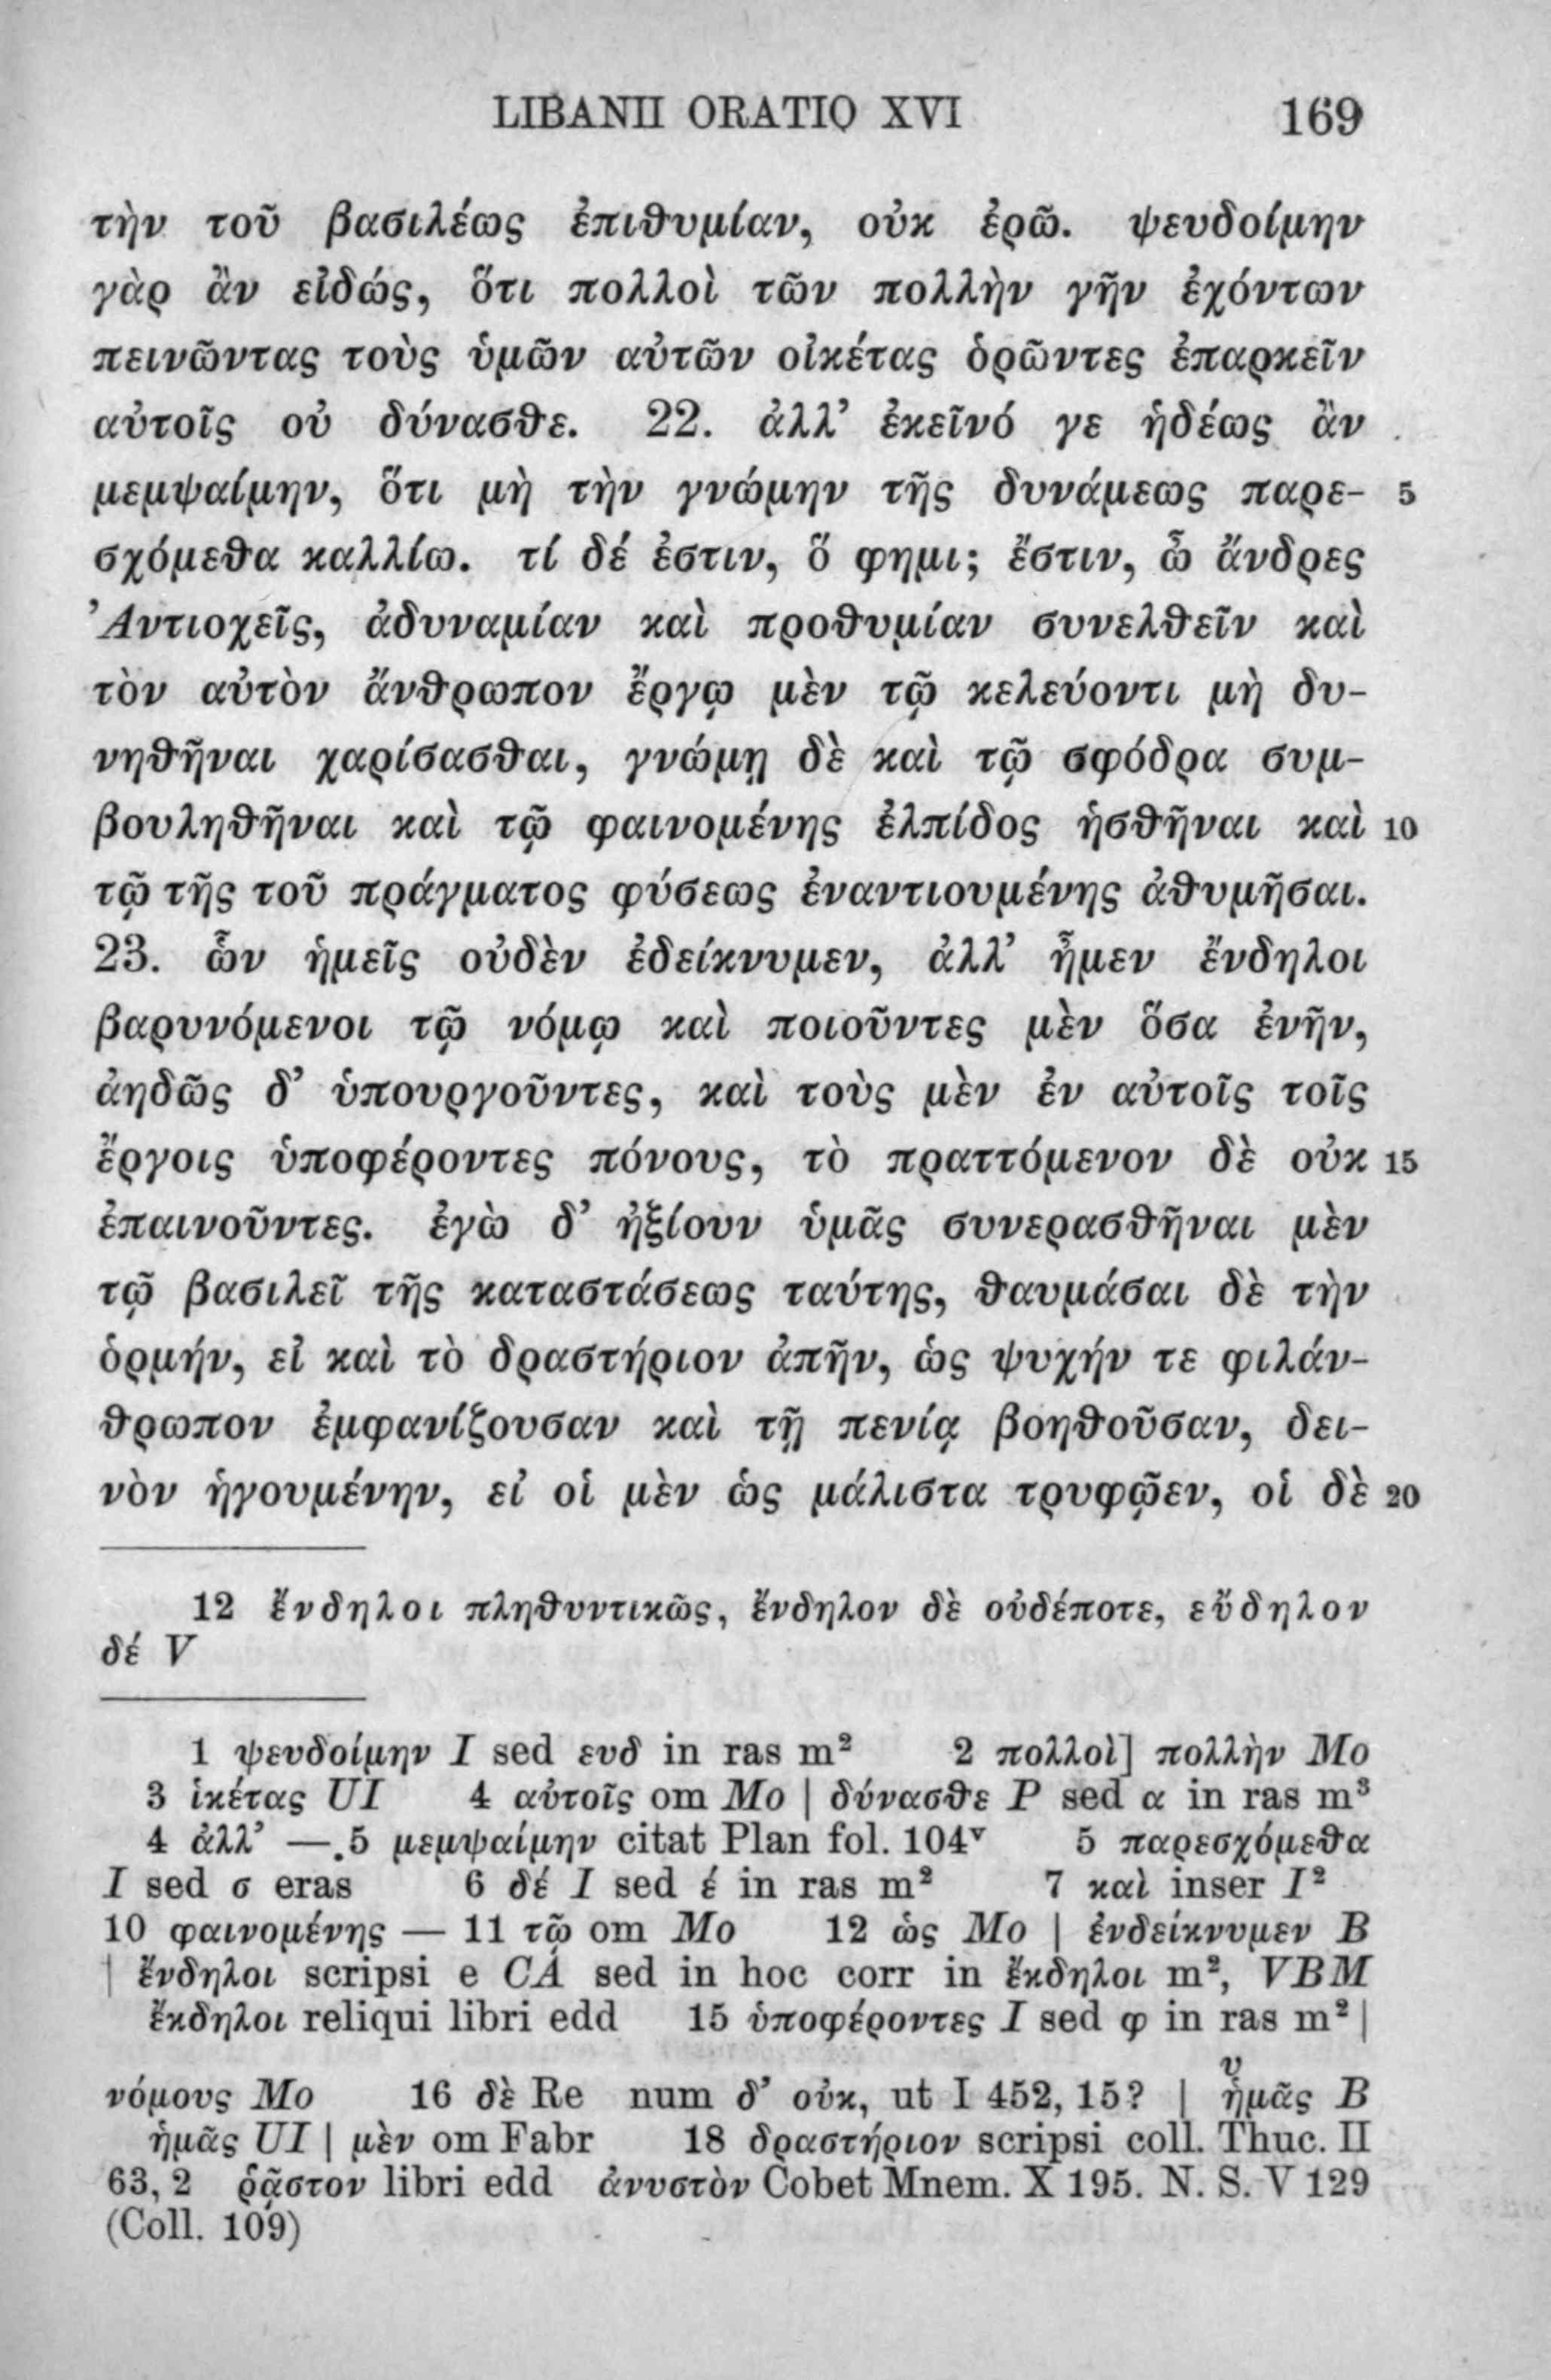 LIBANII ORATIO XVI 169
τὴν τοῦ βασιλέως ἐπιθυμίαν, οὐκ ἐρῶ. ψευδοίμην
γὰρ ἂν εἰδώς, ὅτι πολλοὶ τῶν πολλὴν γῆν ἐχόντων
πεινῶντας τοὺς ὑμῶν αὐτῶν οἰκέτας ὁρῶντες ἐπαρκεῖν
αὐτοῖς οὐ δύνασθε. 22. ἀλλ’ ἐκεῖνό γε ἡδέως ἂν
μεμψαίμην, ὅτι μὴ τὴν γνώμην τῆς δυνάμεως παρε- 5
σχόμεθα καλλίω. τί δέ ἐστιν, ὅ φημι; ἔστιν, ὦ ἄνδρες
Ἀντιοχεῖς, ἀδυναμίαν καὶ προθυμίαν συνελθεῖν καὶ
τὸν αὐτὸν ἄνθρωπον ἔργῳ μὲν τῷ κελεύοντι μὴ δυ-
νηθῆναι χαρίσασθαι, γνώμῃ δὲ καὶ τῷ σφόδρα συμ-
βουληθῆναι καὶ τῷ φαινομένης ἐλπίδος ἡσθῆναι καὶ 10
τῷ τῆς τοῦ πράγματος φύσεως ἐναντιουμένης ἀθυμῆσαι.
23. ὧν ἡμεῖς οὐδὲν ἐδείκνυμεν, ἀλλ’ ἦμεν ἔνδηλοι
βαρυνόμενοι τῷ νόμῳ καὶ ποιοῦντες μὲν ὅσα ἐνῆν,
ἀηδῶς δ’ ὑπουργοῦντες, καὶ τοὺς μὲν ἐν αὐτοῖς τοῖς
ἔργοις ὑποφέροντες πόνους, τὸ πραττόμενον δὲ οὐκ 15
ἐπαινοῦντες. ἐγὼ δ’ ἠξίουν ὑμᾶς συνερασθῆναι μὲν
τῷ βασιλεῖ τῆς καταστάσεως ταύτης, θαυμάσαι δὲ τὴν
ὁρμήν, εἰ καὶ τὸ δραστήριον ἀπῆν, ὡς ψυχήν τε φιλάν-
θρωπον ἐμφανίζουσαν καὶ τῇ πενίᾳ βοηθοῦσαν, δει-
νὸν ἡγουμένην, εἰ οἱ μὲν ὡς μάλιστα τρυφῷεν, οἱ δὲ 20
12 ἔνδηλοι πληθυντικῶς, ἔνδηλον δὲ οὐδέποτε, εὔδηλον
δέ V
1 ψευδοίμην I sed ευδ in ras m² 2 πολλοὶ] πολλὴν Mo
3 ἱκέτας UI 4 αὐτοῖς om Mo | δύνασθε P sed α in ras m³
4 ἀλλ’ —. 5 μεμψαίμην citat Plan fol. 104ᵛ 5 παρεσχόμεθα
I sed σ eras 6 δέ I sed έ in ras m² 7 καὶ inser I²
10 φαινομένης — 11 τῷ om Mo 12 ὡς Mo | ἐνδείκνυμεν B
| ἔνδηλοι scripsi e CA sed in hoc corr in ἔκδηλοι m², VBM
ἔκδηλοι reliqui libri edd 15 ὑποφέροντες I sed φ in ras m² |
νόμους Mo 16 δὲ Re num δ’ οὐκ, ut I 452, 15? | ἡμᾶς B
υ
ἡμᾶς UI | μὲν om Fabr 18 δραστήριον scripsi coll. Thuc. II
63, 2 ῥᾷστον libri edd ἀνυστὸν Cobet Mnem. X 195. N. S. V 129
(Coll. 109)